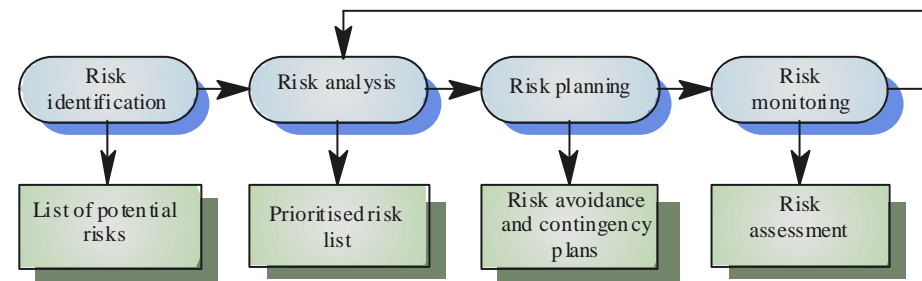 Risk
identification
Risk analysis
Risk planning
Risk
monitoring
List of potential
risks
Prioritised risk
list
Risk avoidance
and contingency
plans
Risk
assessment